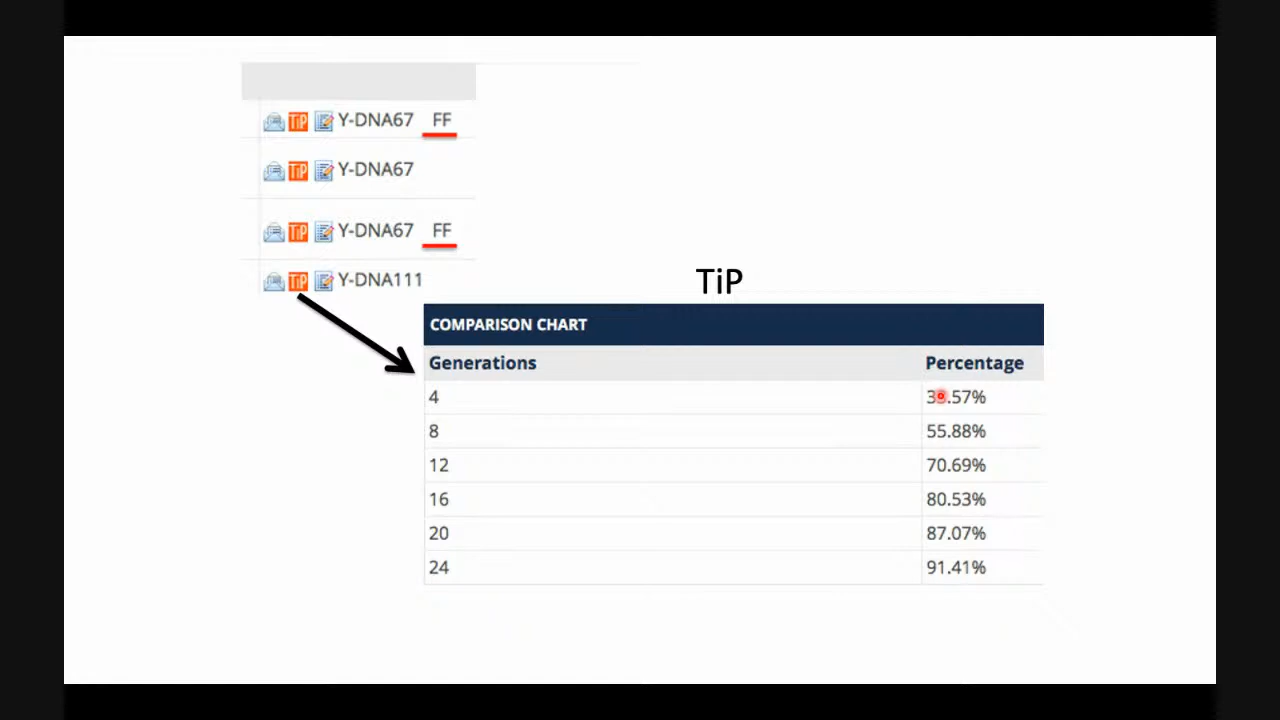 TiP Y-DNA67 FF
TiP Y-DNA67
TiP Y-DNA67 FF
TiP Y-DNA111
TiP
COMPARISON CHART
Generations Percentage
4
8 55.88%
12 70.69%
16 80.53%
20 87.07%
24 91.41%